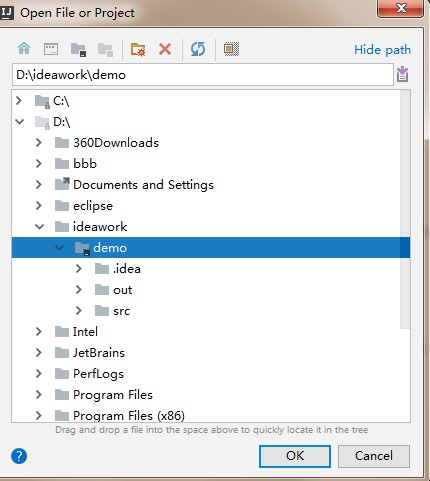 IJ Open File or Project
Hide path
D:\ideawork\demo
C:\
D:\
360Downloads
bbb
Documents and Settings
eclipse
ideawork
demo
.idea
out
src
Intel
JetBrains
PerfLogs
Program Files
Program Files (x86)
Drag and drop a file into the space above to quickly locate it in the tree
? OK Cancel